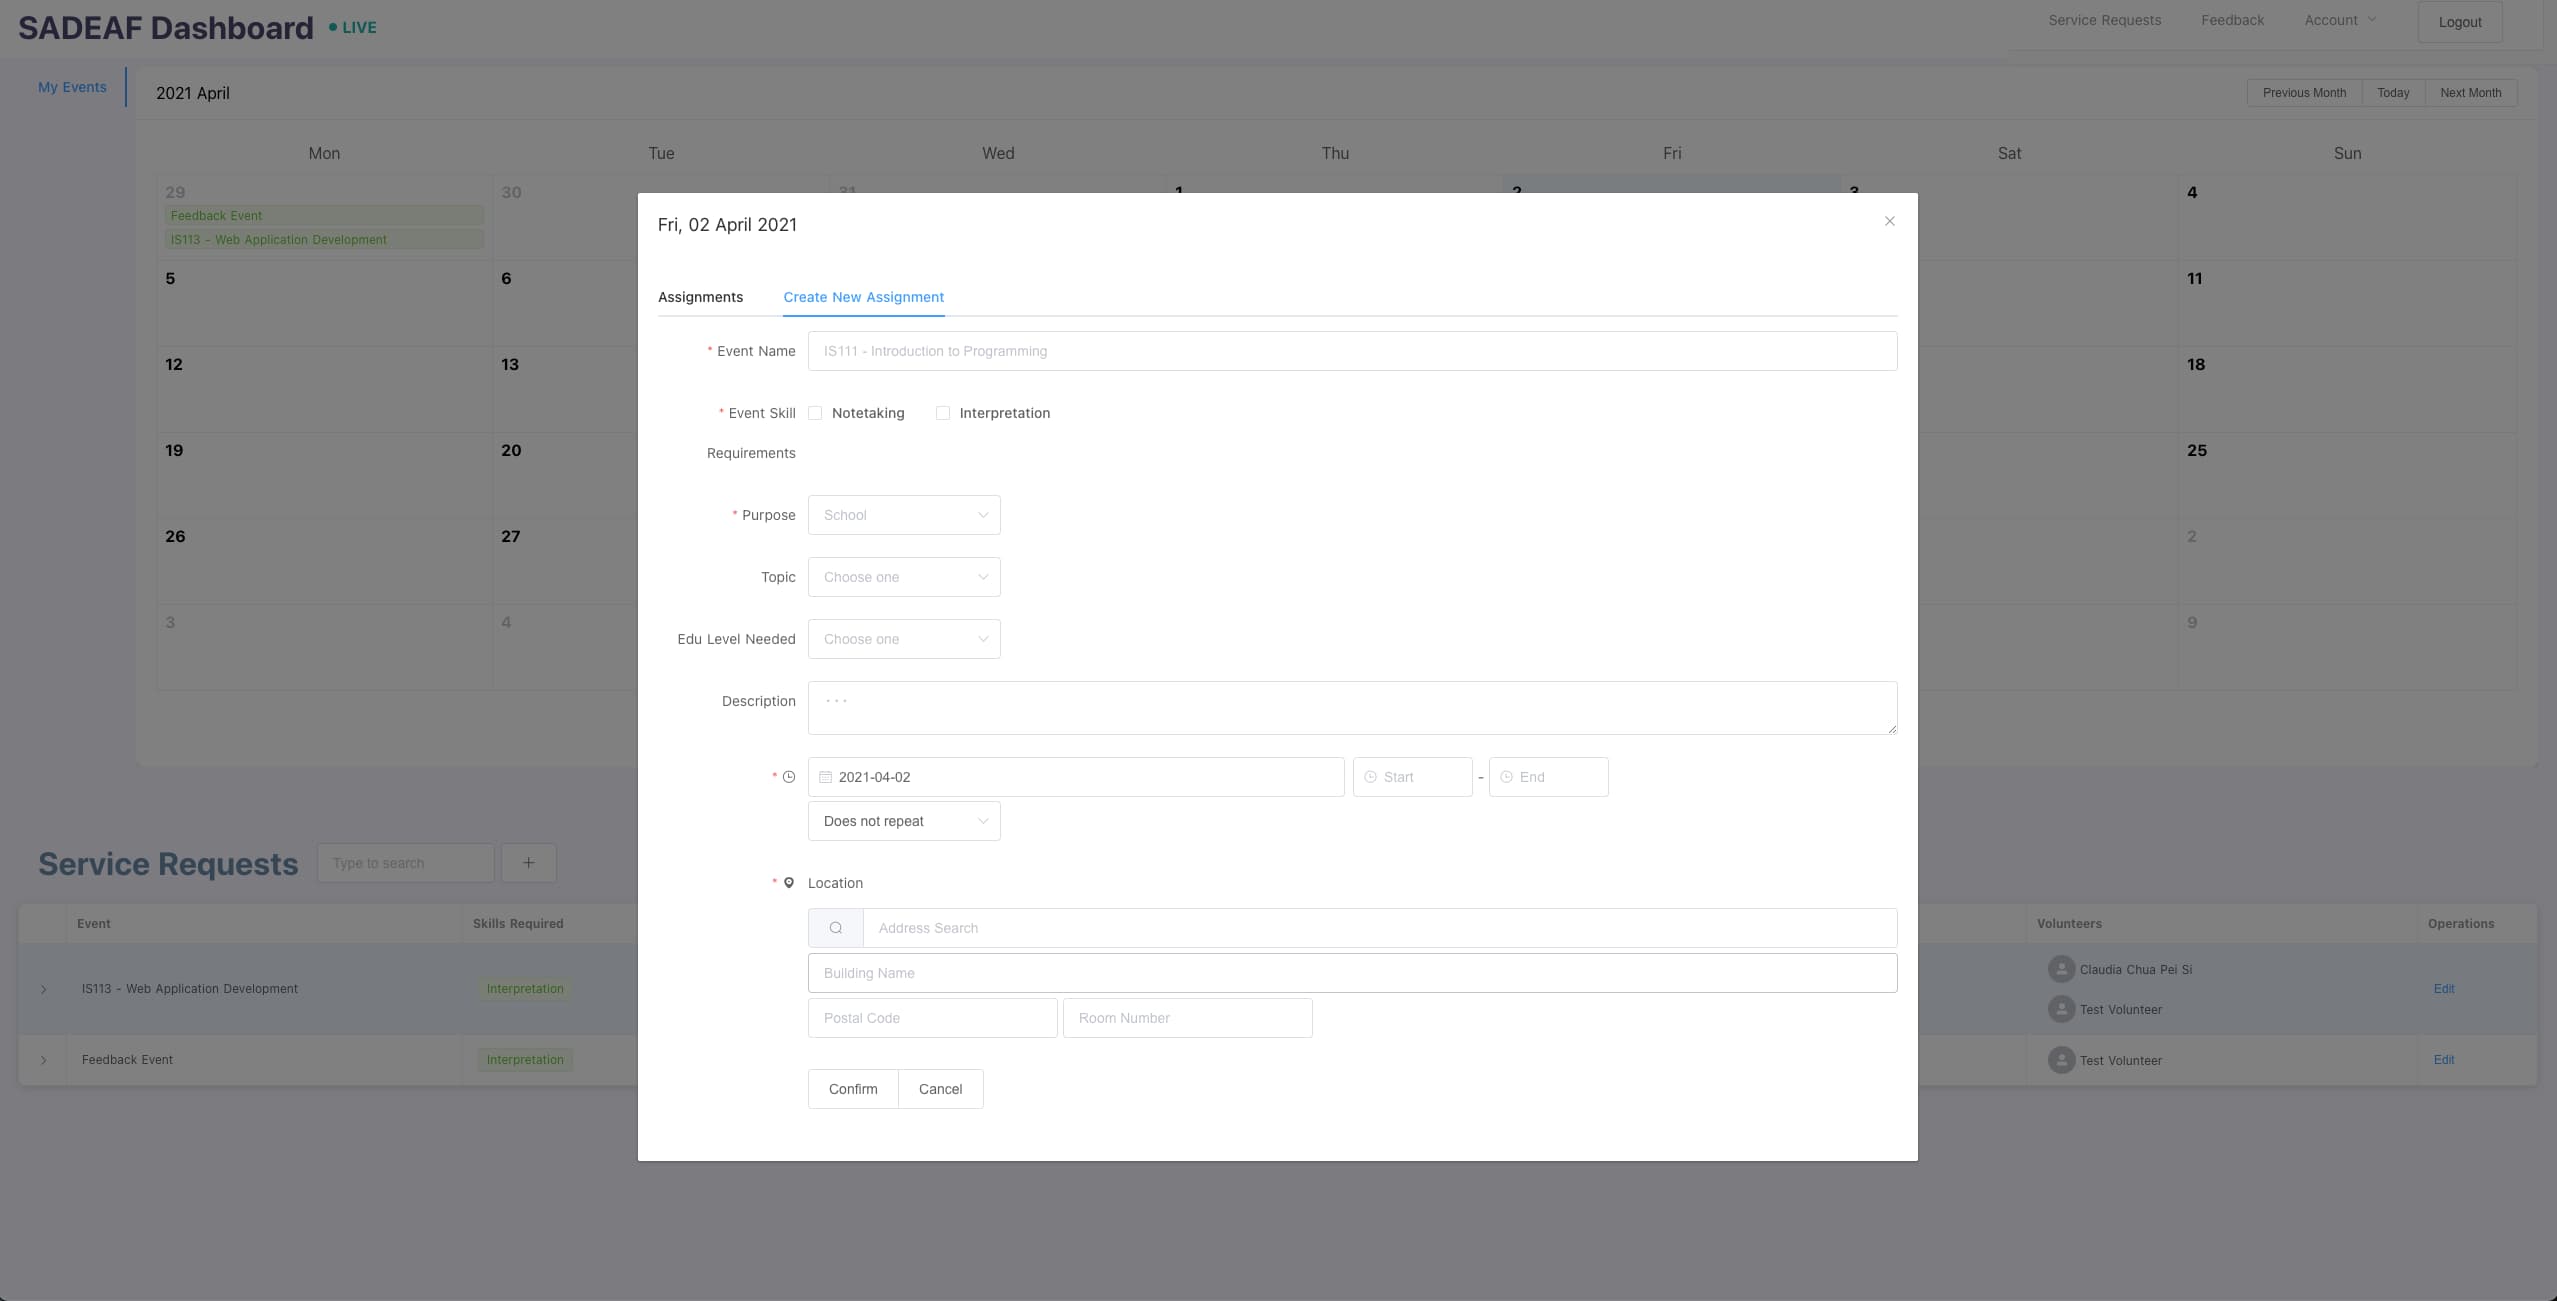 SADEAF Dashboard
LIVE
Service Requests
Feedback
Account
Logout
My Events
2021 April
Previous Month
Today
Next Month
Mon
Tue
Wed
Thu
Fri
Sat
Sun
29
30
31
1
2
3
4
Feedback Event
IS113 - Web Application Development
5
6
11
12
13
18
19
20
25
26
27
2
3
4
9
Fri, 02 April 2021
Assignments
Create New Assignment
* Event Name
IS111 - Introduction to Programming
* Event Skill
Requirements
Notetaking
Interpretation
* Purpose
School
Topic
Choose one
Edu Level Needed
Choose one
Description
...
*
2021-04-02
Start
-
End
Does not repeat
* Location
Address Search
Building Name
Postal Code
Room Number
Confirm
Cancel
Service Requests
Type to search
+
Event
Skills Required
Volunteers
Operations
IS113 - Web Application Development
Interpretation
Claudia Chua Pei Si
Test Volunteer
Edit
Feedback Event
Interpretation
Test Volunteer
Edit